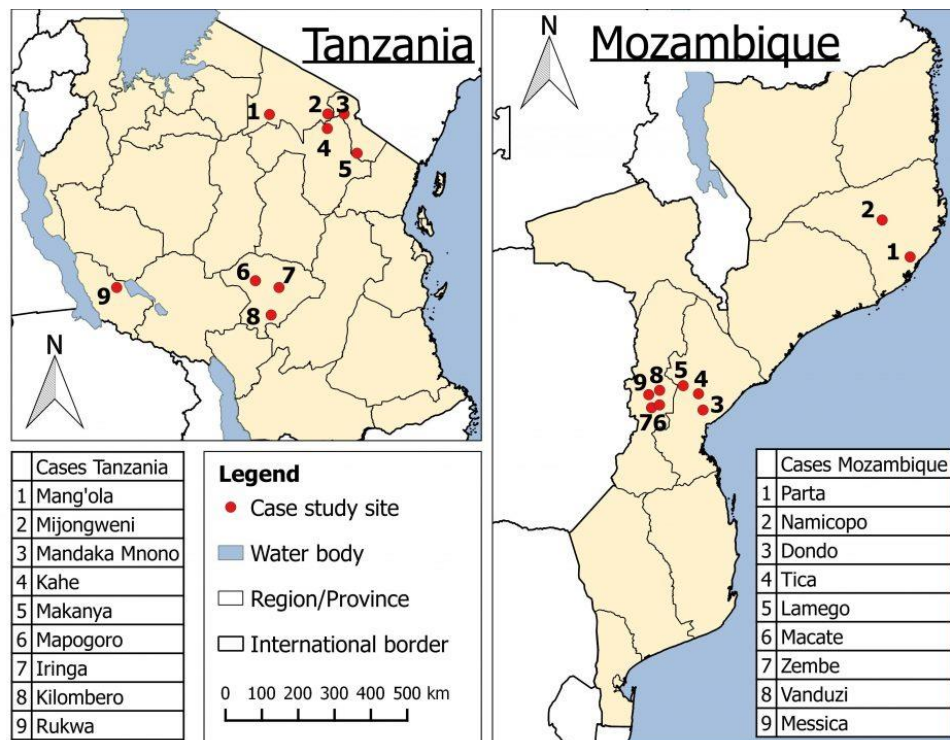 Tanzania
1
2
3
4
5
6
7
8
9
N
Mozambique
N
2
1
5
4
3
9
8
7
6
Cases Tanzania
1 Mang'ola
2 Mijongweni
3 Mandaka Mnono
4 Kahe
5 Makanya
6 Mapogoro
7 Iringa
8 Kilombero
9 Rukwa
Legend
Case study site
Water body
Region/Province
International border
0 100 200 300 400 500 km
Cases Mozambique
1 Parta
2 Namicopo
3 Dondo
4 Tica
5 Lamego
6 Macate
7 Zembe
8 Vanduzi
9 Messica